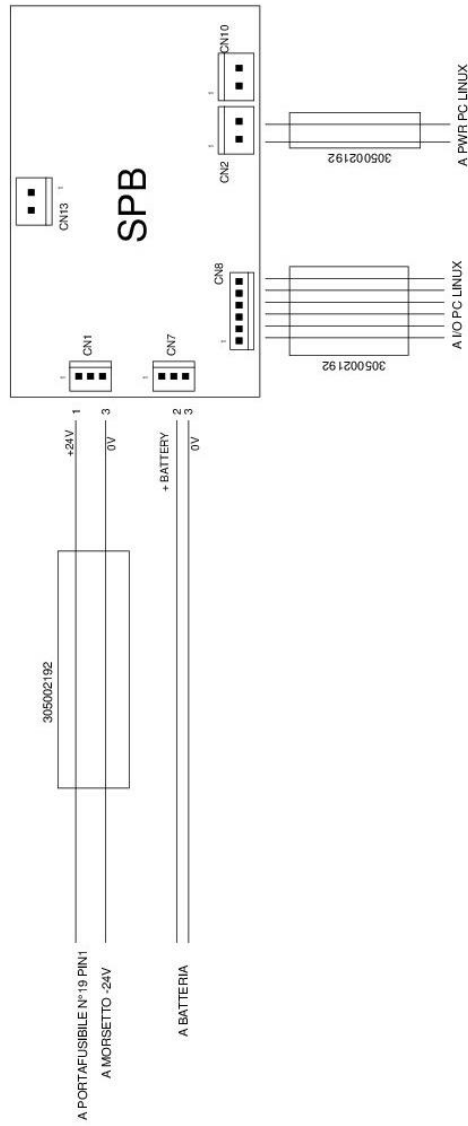 CN10
1
CN2
1
CN13
1
SPB
CN8
1
CN1
1
CN7
1
305002192
A PWR PC LINUX
305002192
A I/O PC LINUX
+24V
1
3
0V
+ BATTERY
2
3
0V
305002192
A PORTAFUSIBILE N°19 PIN1
A MORSETTO -24V
A BATTERIA